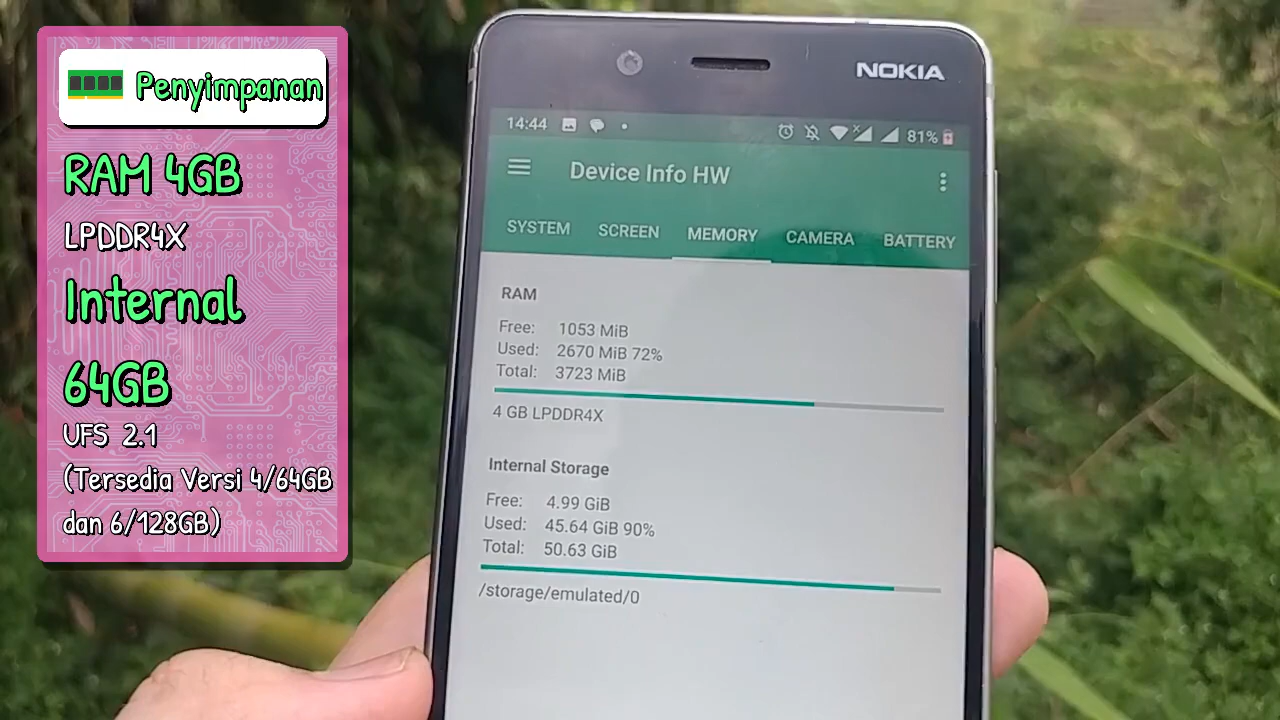 Penyimpanan
RAM 4GB
LPDDR4X
Internal
64GB
UFS 2.1
(Tersedia Versi 4/64GB
dan 6/128GB)
NOKIA
14:44 81%
Device Info HW
SYSTEM SCREEN MEMORY CAMERA BATTERY
RAM
Free: 1053 MiB
Used: 2670 MiB 72%
Total: 3723 MiB
4 GB LPDDR4X
Internal Storage
Free: 4.99 GiB
Used: 45.64 GiB 90%
Total: 50.63 GiB
/storage/emulated/0